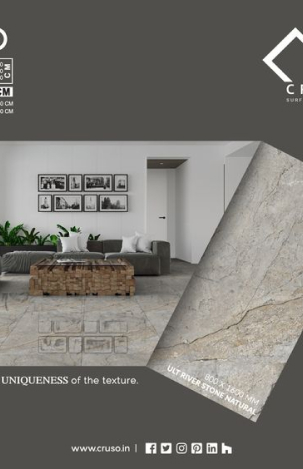 CM
CM
0 CM
0 CM
UNIQUENESS of the texture.
800 X 1600 MM
ULT RIVER STONE NATURAL
www.cruso.in |